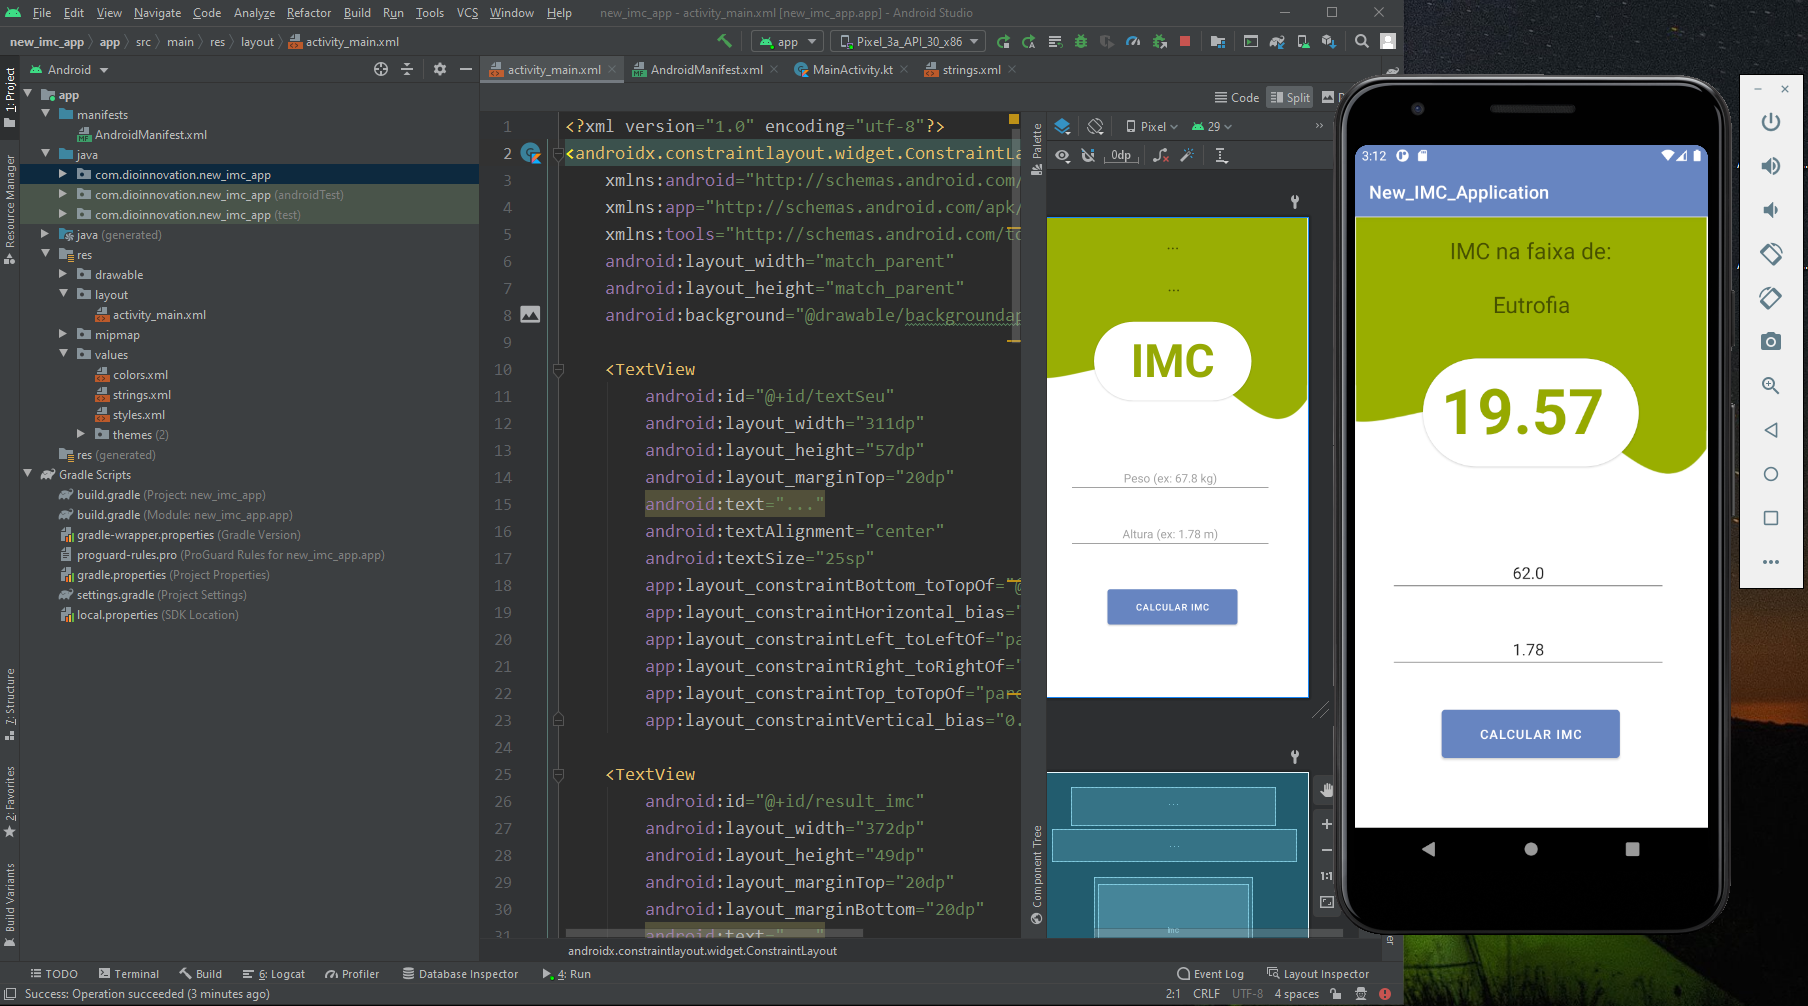 File Edit View Navigate Code Analyze Refactor Build Run Tools VCS Window Help new_imc_app - activity_main.xml [new_imc_app.app] - Android Studio
new_imc_app app src main res layout activity_main.xml app Pixel_3a_API_30_x86
1: Project
Resource Manager
7: Structure
2: Favorites
Build Variants
Android
app
manifests
AndroidManifest.xml
java
com.dioinnovation.new_imc_app
com.dioinnovation.new_imc_app (androidTest)
com.dioinnovation.new_imc_app (test)
java (generated)
res
drawable
layout
activity_main.xml
mipmap
values
colors.xml
strings.xml
styles.xml
themes (2)
res (generated)
Gradle Scripts
build.gradle (Project: new_imc_app)
build.gradle (Module: new_imc_app.app)
gradle-wrapper.properties (Gradle Version)
proguard-rules.pro (ProGuard Rules for new_imc_app.app)
gradle.properties (Project Properties)
settings.gradle (Project Settings)
local.properties (SDK Location)
activity_main.xml AndroidManifest.xml MainActivity.kt strings.xml
Code Split
1 <?xml version="1.0" encoding="utf-8"?>
2 <androidx.constraintlayout.widget.ConstraintLa
3 xmlns:android="http://schemas.android.com/
4 xmlns:app="http://schemas.android.com/apk/
5 xmlns:tools="http://schemas.android.com/to
6 android:layout_width="match_parent"
7 android:layout_height="match_parent"
8 android:background="@drawable/backgroundap
9
10 <TextView
11 android:id="@+id/textSeu"
12 android:layout_width="311dp"
13 android:layout_height="57dp"
14 android:layout_marginTop="20dp"
15 android:text="..."
16 android:textAlignment="center"
17 android:textSize="25sp"
18 app:layout_constraintBottom_toTopOf="@
19 app:layout_constraintHorizontal_bias="
20 app:layout_constraintLeft_toLeftOf="pa
21 app:layout_constraintRight_toRightOf="
22 app:layout_constraintTop_toTopOf="pare
23 app:layout_constraintVertical_bias="0.
24
25 <TextView
26 android:id="@+id/result_imc"
27 android:layout_width="372dp"
28 android:layout_height="49dp"
29 android:layout_marginTop="20dp"
30 android:layout_marginBottom="20dp"
31 android:text="..."
androidx.constraintlayout.widget.ConstraintLayout
Palette
Component Tree
Pixel 29 »
0dp
...
...
IMC
Peso (ex: 67.8 kg)
Altura (ex: 1.78 m)
CALCULAR IMC
...
...
Imc
1:1
3:12
New_IMC_Application
IMC na faixa de:
Eutrofia
19.57
62.0
1.78
CALCULAR IMC
TODO Terminal Build 6: Logcat Profiler Database Inspector 4: Run Event Log Layout Inspector
Success: Operation succeeded (3 minutes ago) 2:1 CRLF UTF-8 4 spaces